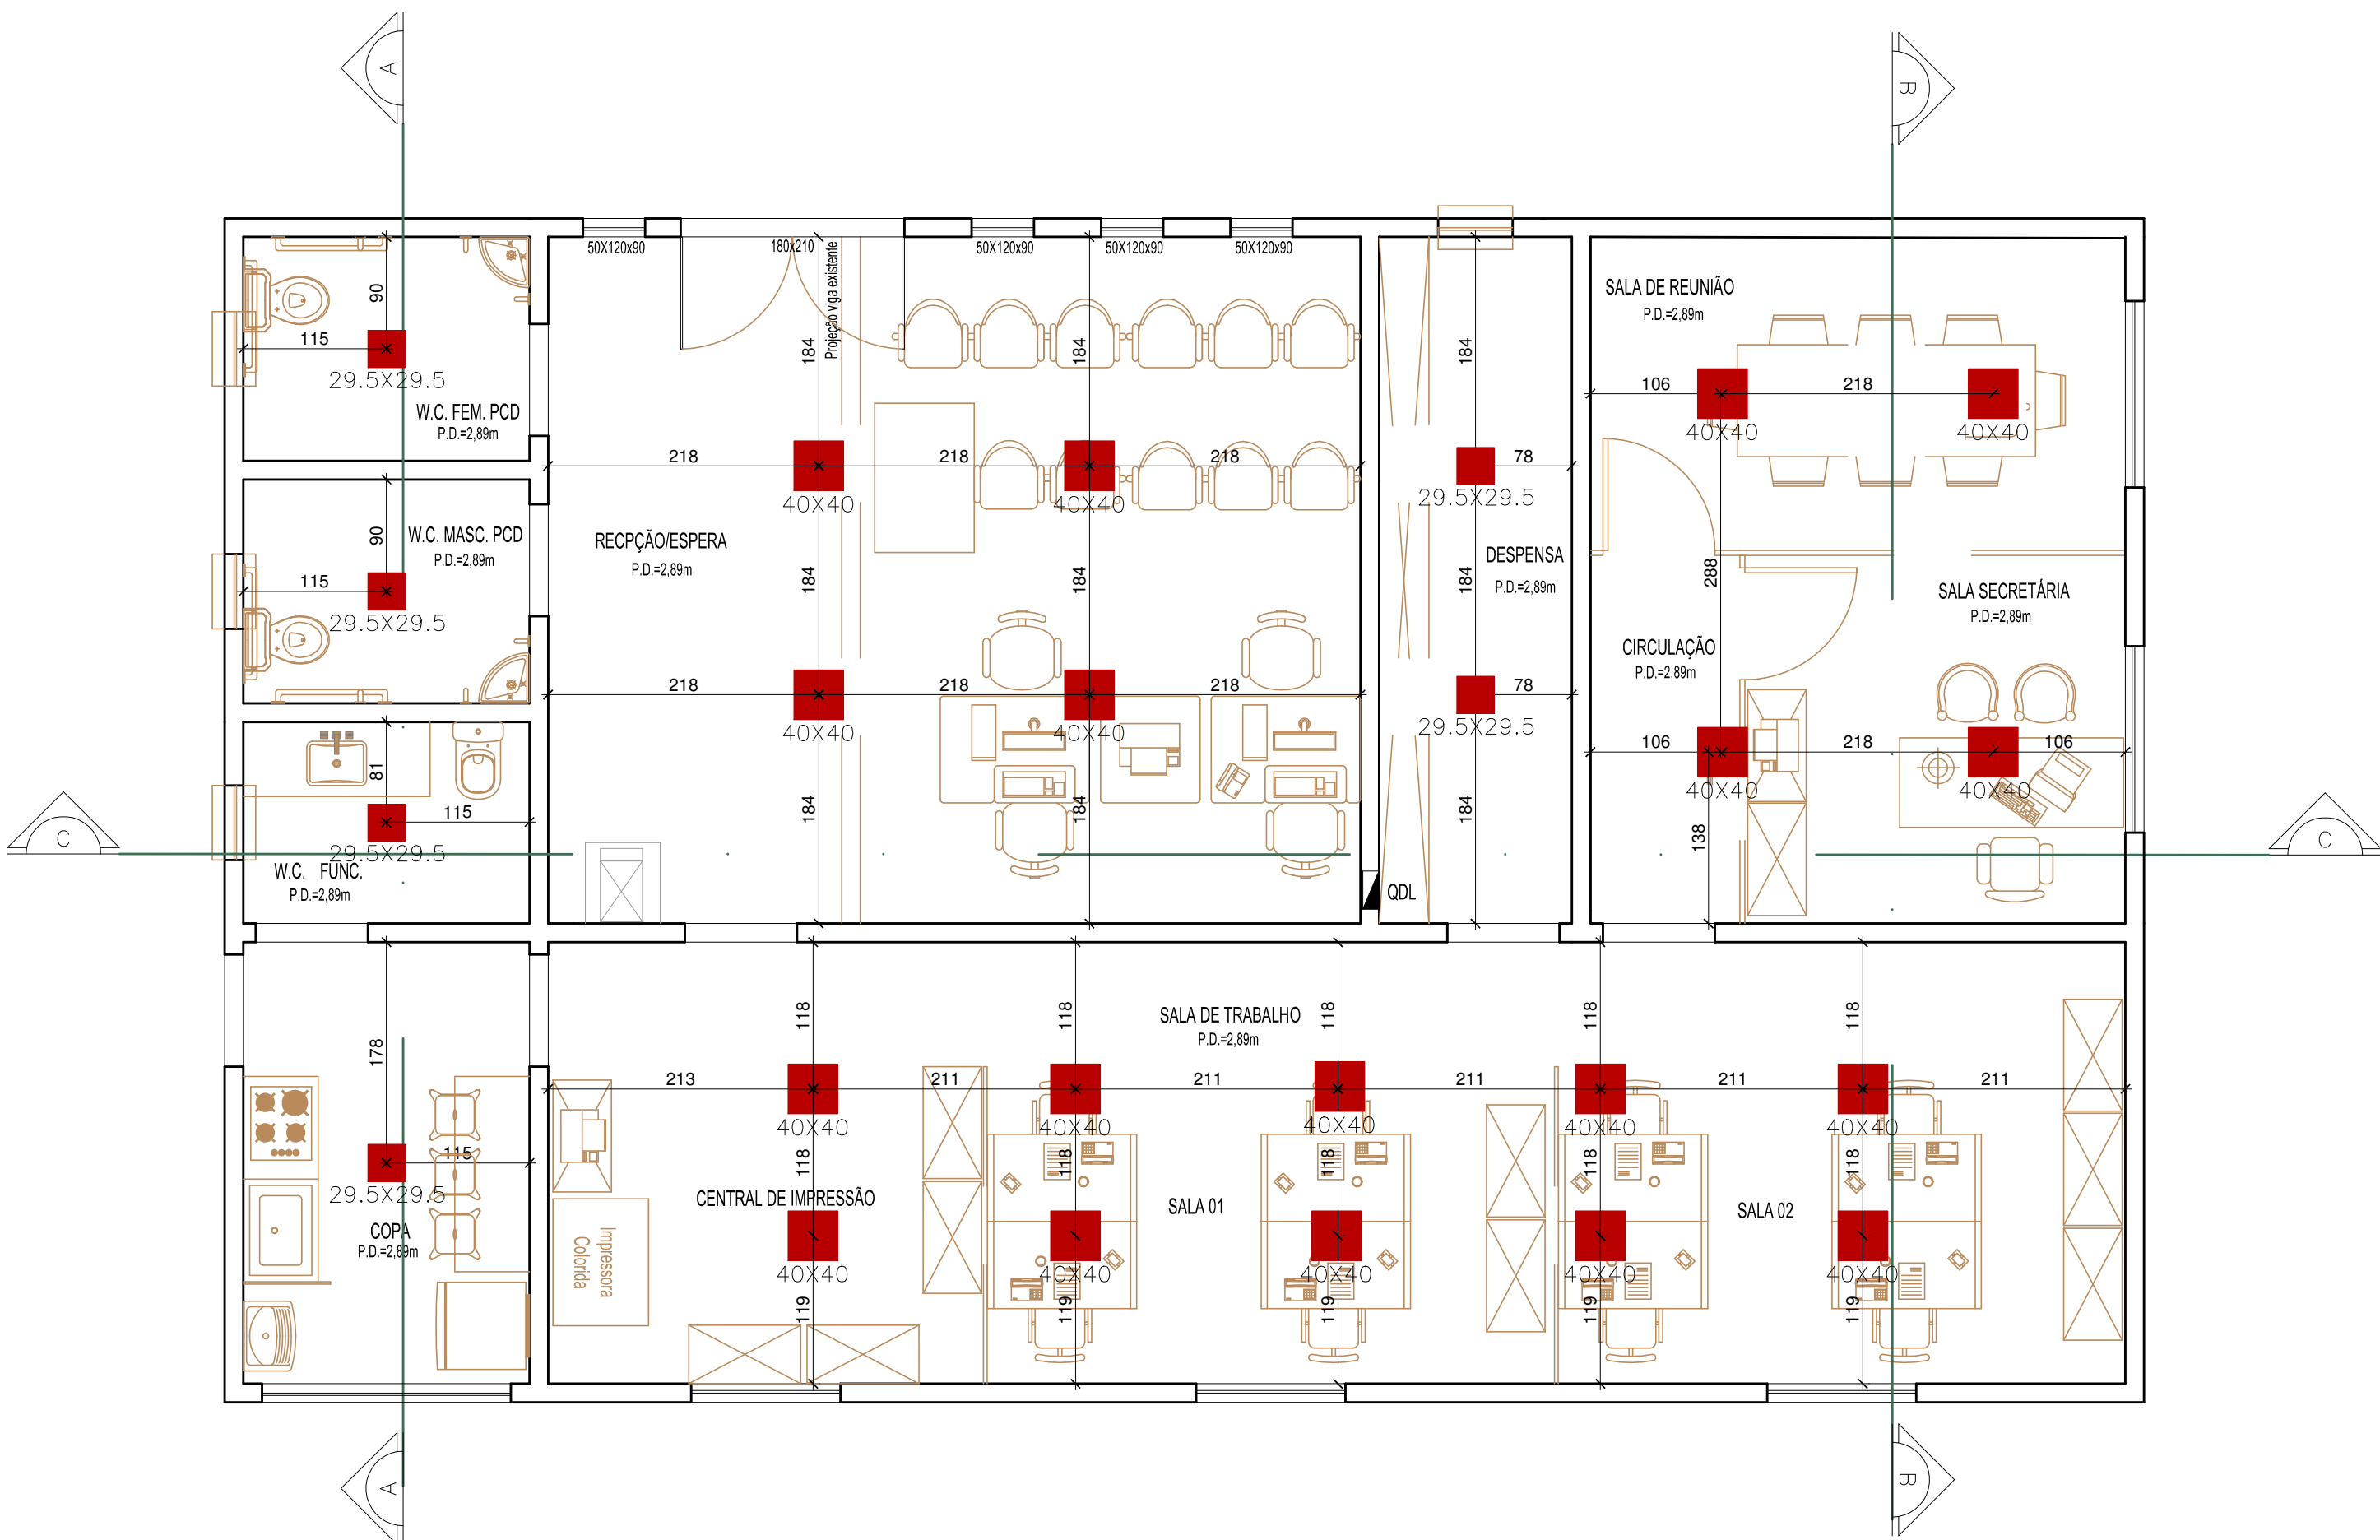 A
B
50X120x90
180x210
Projeção viga existente
50X120x90
50X120x90
50X120x90
90
115
29.5X29.5
W.C. FEM. PCD
P.D.=2,89m
184
184
184
SALA DE REUNIÃO
P.D.=2,89m
106
218
40X40
40X40
218
218
218
78
40X40
40X40
29.5X29.5
90
115
29.5X29.5
W.C. MASC. PCD
P.D.=2,89m
RECPÇÃO/ESPERA
P.D.=2,89m
184
184
184
DESPENSA
P.D.=2,89m
288
SALA SECRETÁRIA
P.D.=2,89m
CIRCULAÇÃO
P.D.=2,89m
218
218
218
78
40X40
40X40
29.5X29.5
106
218
106
40X40
40X40
81
115
29.5X29.5
W.C. FUNC.
P.D.=2,89m
184
184
184
138
C
C
QDL
178
115
29.5X29.5
COPA
P.D.=2,89m
118
118
118
118
118
SALA DE TRABALHO
P.D.=2,89m
213
211
211
211
211
211
40X40
40X40
40X40
40X40
40X40
118
118
118
118
118
CENTRAL DE IMPRESSÃO
SALA 01
SALA 02
Impressora
Colorida
40X40
40X40
40X40
40X40
40X40
119
119
119
119
119
A
B